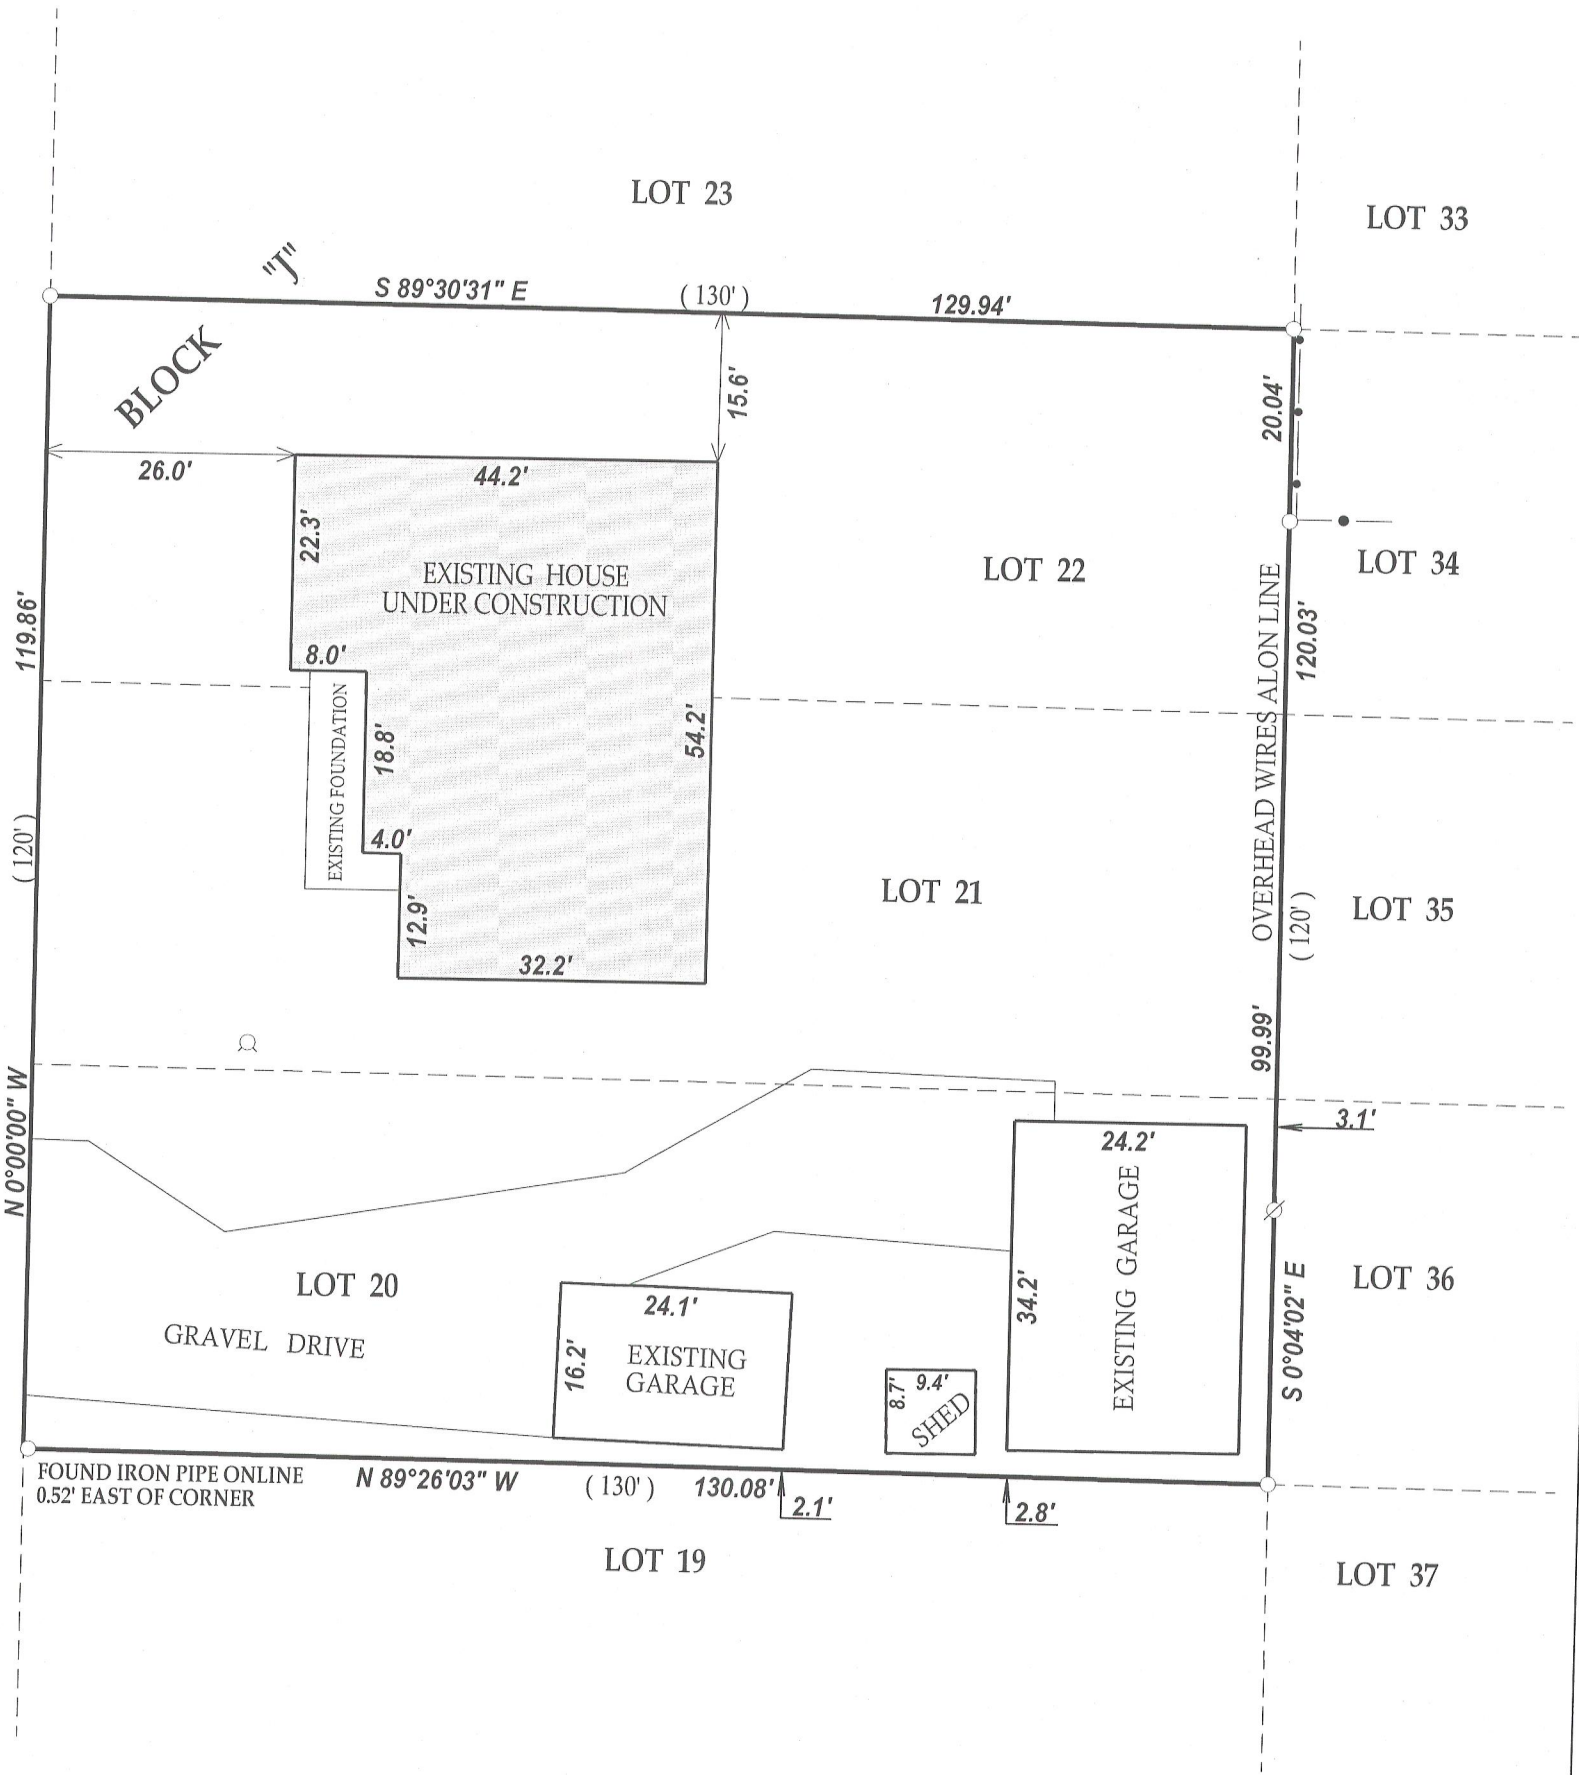 LOT 23
LOT 33
"J"
S 89°30'31" E
( 130' )
129.94'
BLOCK
15.6'
20.04'
26.0'
44.2'
22.3'
EXISTING HOUSE
UNDER CONSTRUCTION
LOT 22
LOT 34
119.86'
8.0'
OVERHEAD WIRES ALON LINE
120.03'
EXISTING FOUNDATION
18.8'
54.2'
4.0'
( 120' )
LOT 21
LOT 35
( 120' )
12.9'
32.2'
99.99'
N 0°00'00" W
3.1'
24.2'
EXISTING GARAGE
34.2'
LOT 20
LOT 36
S 0°04'02" E
GRAVEL DRIVE
24.1'
16.2'
EXISTING
GARAGE
9.4'
8.7'
SHED
FOUND IRON PIPE ONLINE
0.52' EAST OF CORNER
N 89°26'03" W
( 130' )
130.08'
2.1'
2.8'
LOT 19
LOT 37